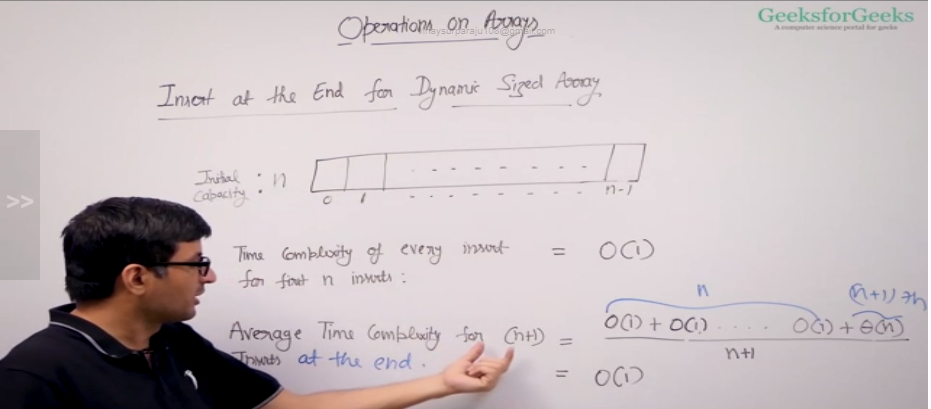 Operations on Arrays
GeeksforGeeks
A computer science portal for geeks
Insert at the End for Dynamic Sized Array
Initial Capacity : n
0 1 - - - - - - - n-1
Time Complexity of every insert = O(1)
for first n inserts :
n (n+1)th
Average Time Complexity for (n+1) = O(1) + O(1) . . . . O(1) + θ(n)
Inserts at the end. n+1
= O(1)
>>